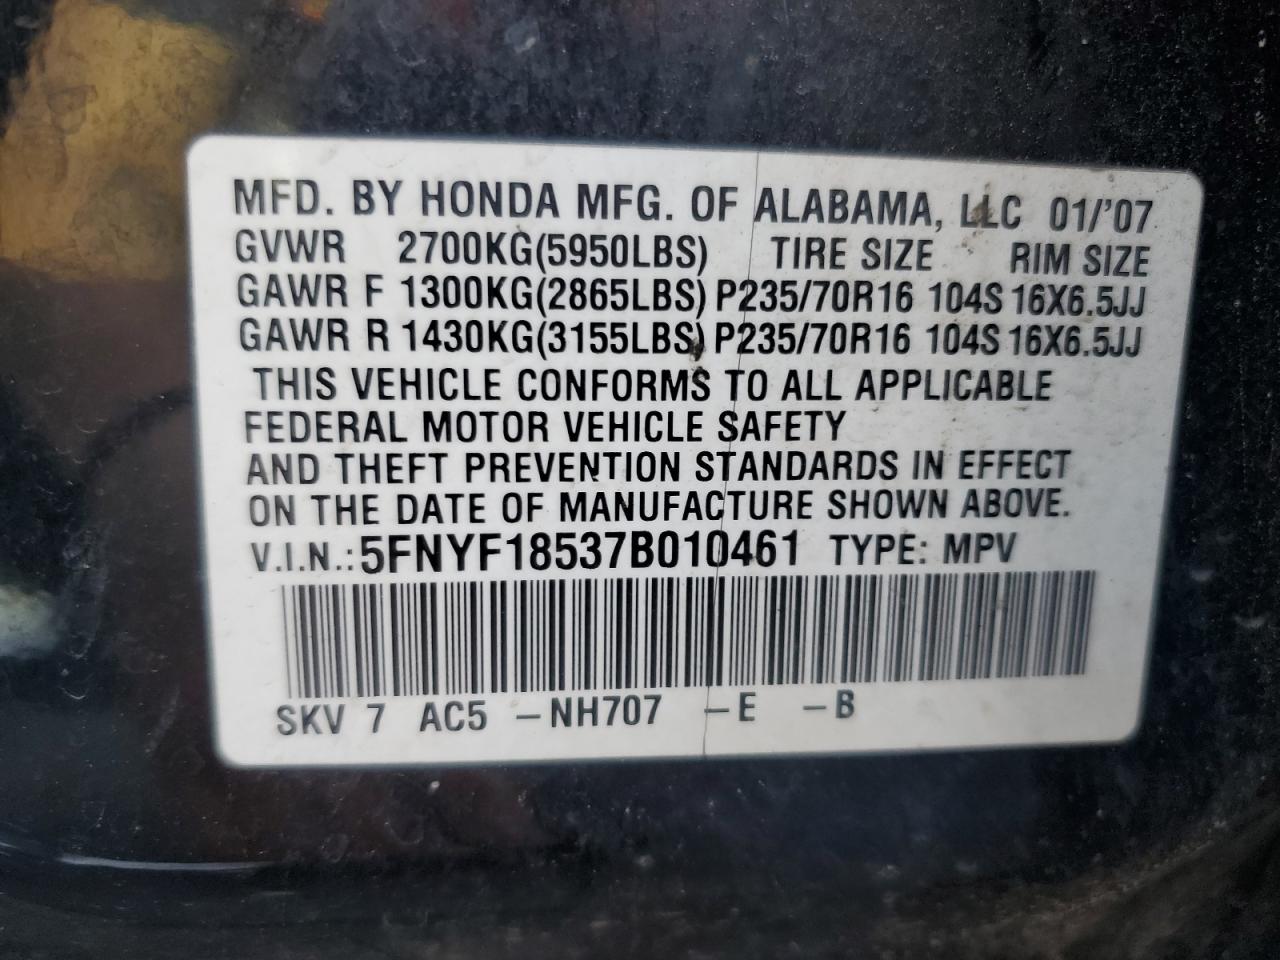 MFD. BY HONDA MFG. OF ALABAMA, LLC 01/'07
GVWR 2700KG(5950LBS) TIRE SIZE RIM SIZE
GAWR F 1300KG(2865LBS) P235/70R16 104S 16X6.5JJ
GAWR R 1430KG(3155LBS) P235/70R16 104S 16X6.5JJ
THIS VEHICLE CONFORMS TO ALL APPLICABLE
FEDERAL MOTOR VEHICLE SAFETY
AND THEFT PREVENTION STANDARDS IN EFFECT
ON THE DATE OF MANUFACTURE SHOWN ABOVE.
V.I.N.: 5FNYF18537B010461 TYPE: MPV
SKV 7 AC5 –NH707 –E –B